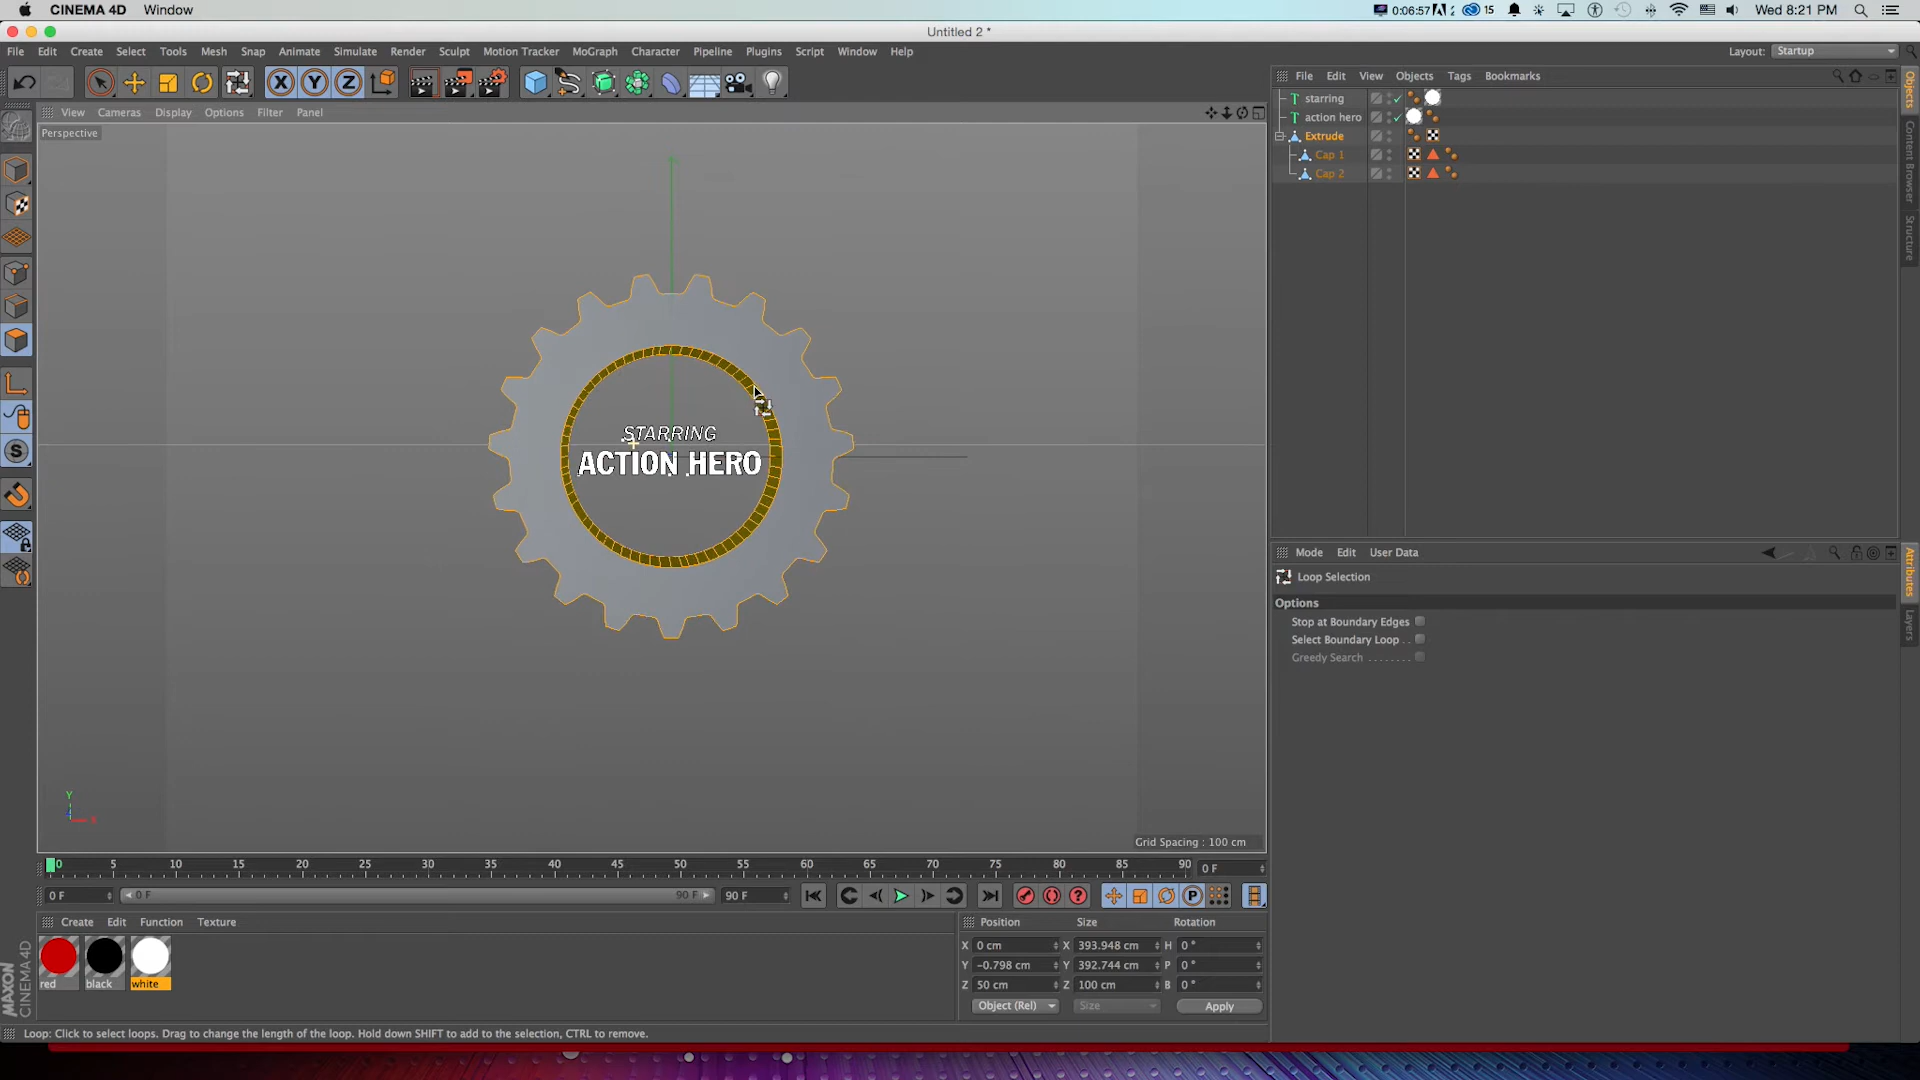 CINEMA 4D Window
0:06:57 2 15 Wed 8:21 PM
Untitled 2 *
File Edit Create Select Tools Mesh Snap Animate Simulate Render Sculpt Motion Tracker MoGraph Character Pipeline Plugins Script Window Help Layout: Startup
X Y Z
File Edit View Objects Tags Bookmarks
View Cameras Display Options Filter Panel
Perspective
starring
action hero
Extrude
Cap 1
Cap 2
Objects
Content Browser
Structure
STARRING
ACTION HERO
Mode Edit User Data
Loop Selection
Options
Stop at Boundary Edges
Select Boundary Loop
Greedy Search
Attributes
Layers
Y
Z
X
Grid Spacing : 100 cm
0 5 10 15 20 25 30 35 40 45 50 55 60 65 70 75 80 85 90 0 F
0 F 0 F 90 F 90 F
Create Edit Function Texture
red black white
Position Size Rotation
X 0 cm X 393.948 cm H 0 °
Y -0.798 cm Y 392.744 cm P 0 °
Z 50 cm Z 100 cm B 0 °
Object (Rel) Size Apply
MAXON
CINEMA 4D
Loop: Click to select loops. Drag to change the length of the loop. Hold down SHIFT to add to the selection, CTRL to remove.